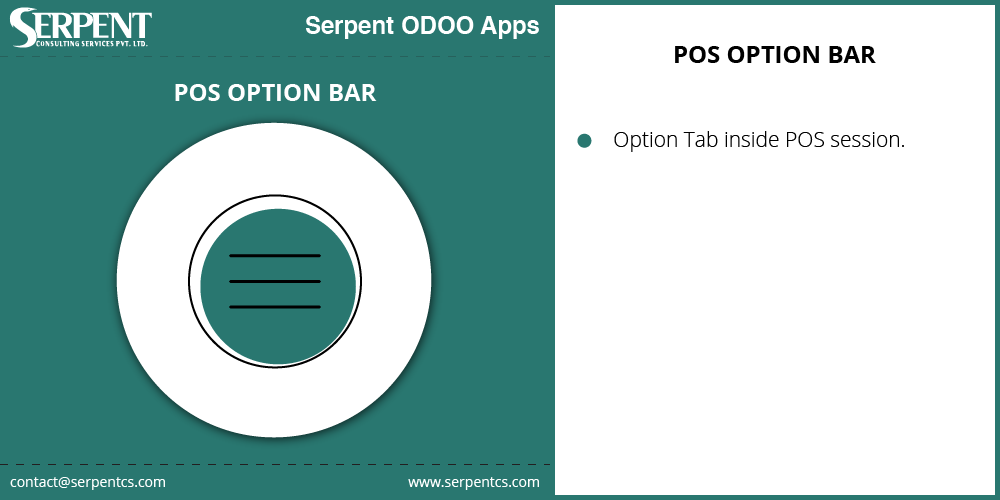 SERPENT
CONSULTING SERVICES PVT. LTD.
Serpent ODOO Apps
POS OPTION BAR
contact@serpentcs.com
www.serpentcs.com
POS OPTION BAR
Option Tab inside POS session.